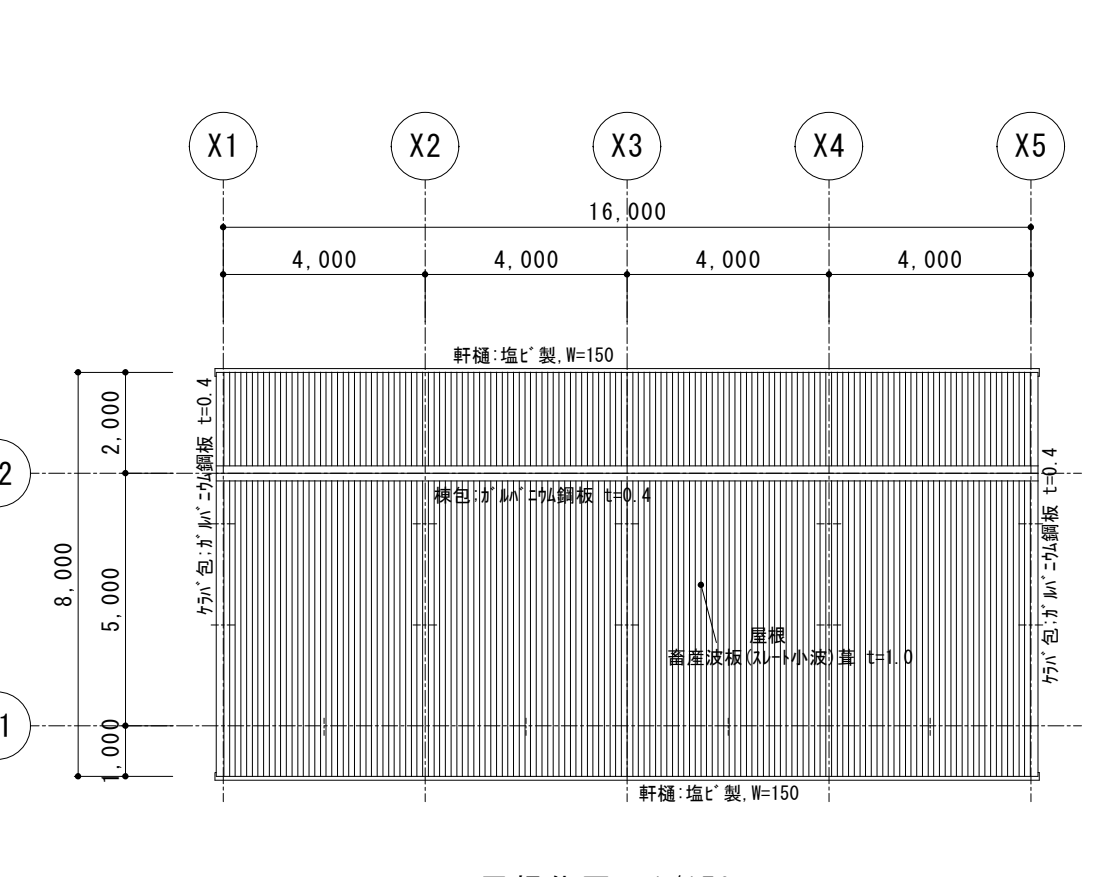 X1
X2
X3
X4
X5
16,000
4,000
4,000
4,000
4,000
軒樋:塩ビ製,W=150
2,000
ケラバ包;ガルバニウム鋼板 t=0.4
2
棟包;ガルバニウム鋼板 t=0.4
ケラバ包;ガルバニウム鋼板 t=0.4
8,000
5,000
屋根
畜産波板(スレート小波)葺 t=1.0
1
1,000
軒樋:塩ビ製,W=150